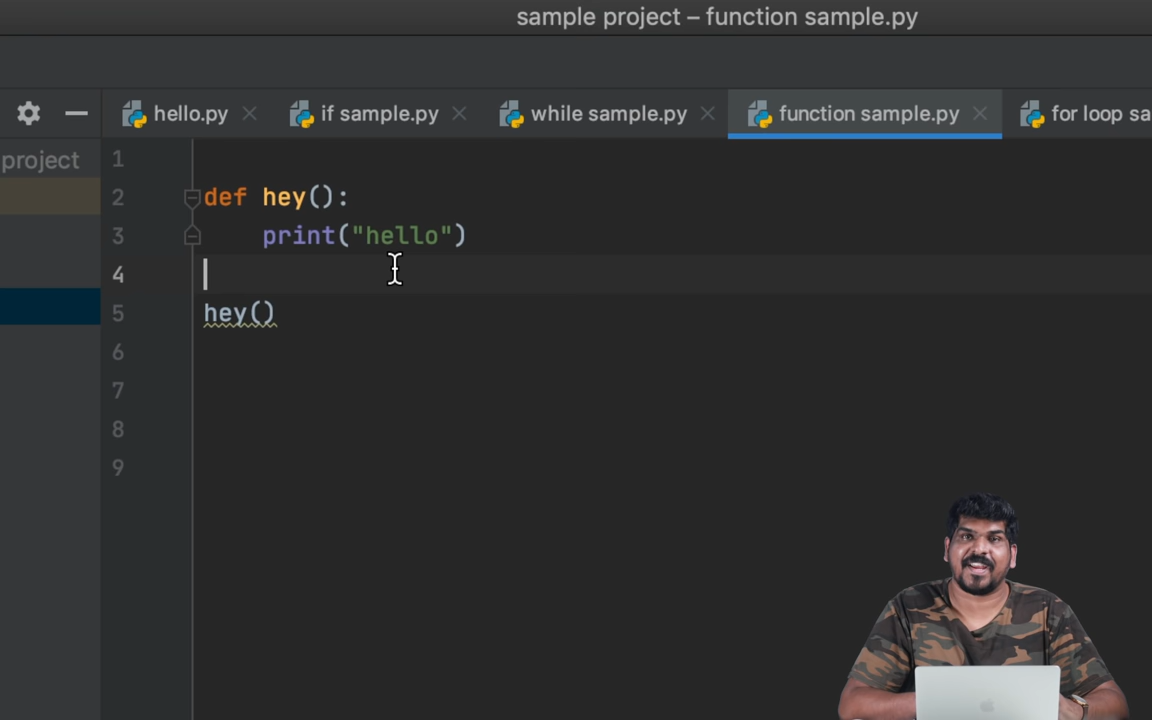 sample project – function sample.py
hello.py if sample.py while sample.py function sample.py for loop sa
project
1
2 def hey():
3 print("hello")
4
5 hey()
6
7
8
9